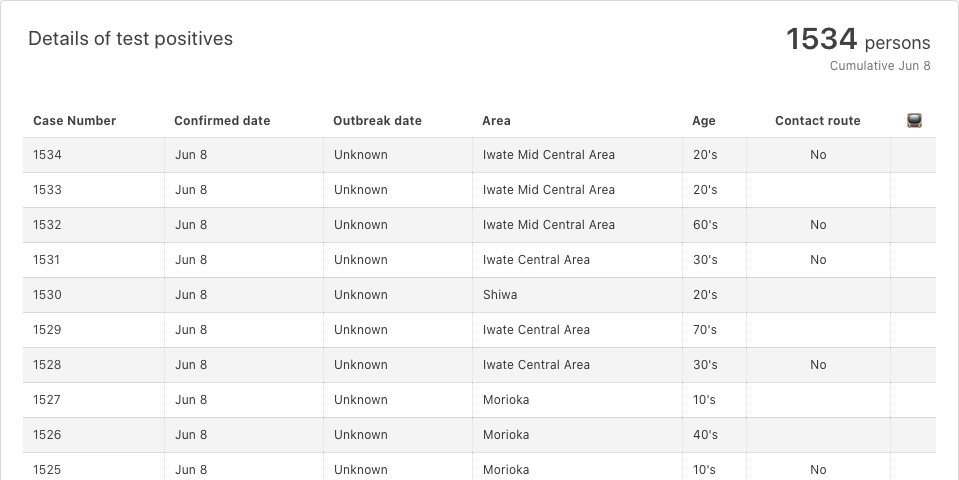 Details of test positives
1534 persons
Cumulative Jun 8
Case Number Confirmed date Outbreak date Area Age Contact route
1534 Jun 8 Unknown Iwate Mid Central Area 20's No
1533 Jun 8 Unknown Iwate Mid Central Area 20's
1532 Jun 8 Unknown Iwate Mid Central Area 60's No
1531 Jun 8 Unknown Iwate Central Area 30's No
1530 Jun 8 Unknown Shiwa 20's
1529 Jun 8 Unknown Iwate Central Area 70's
1528 Jun 8 Unknown Iwate Central Area 30's No
1527 Jun 8 Unknown Morioka 10's
1526 Jun 8 Unknown Morioka 40's
1525 Jun 8 Unknown Morioka 10's No